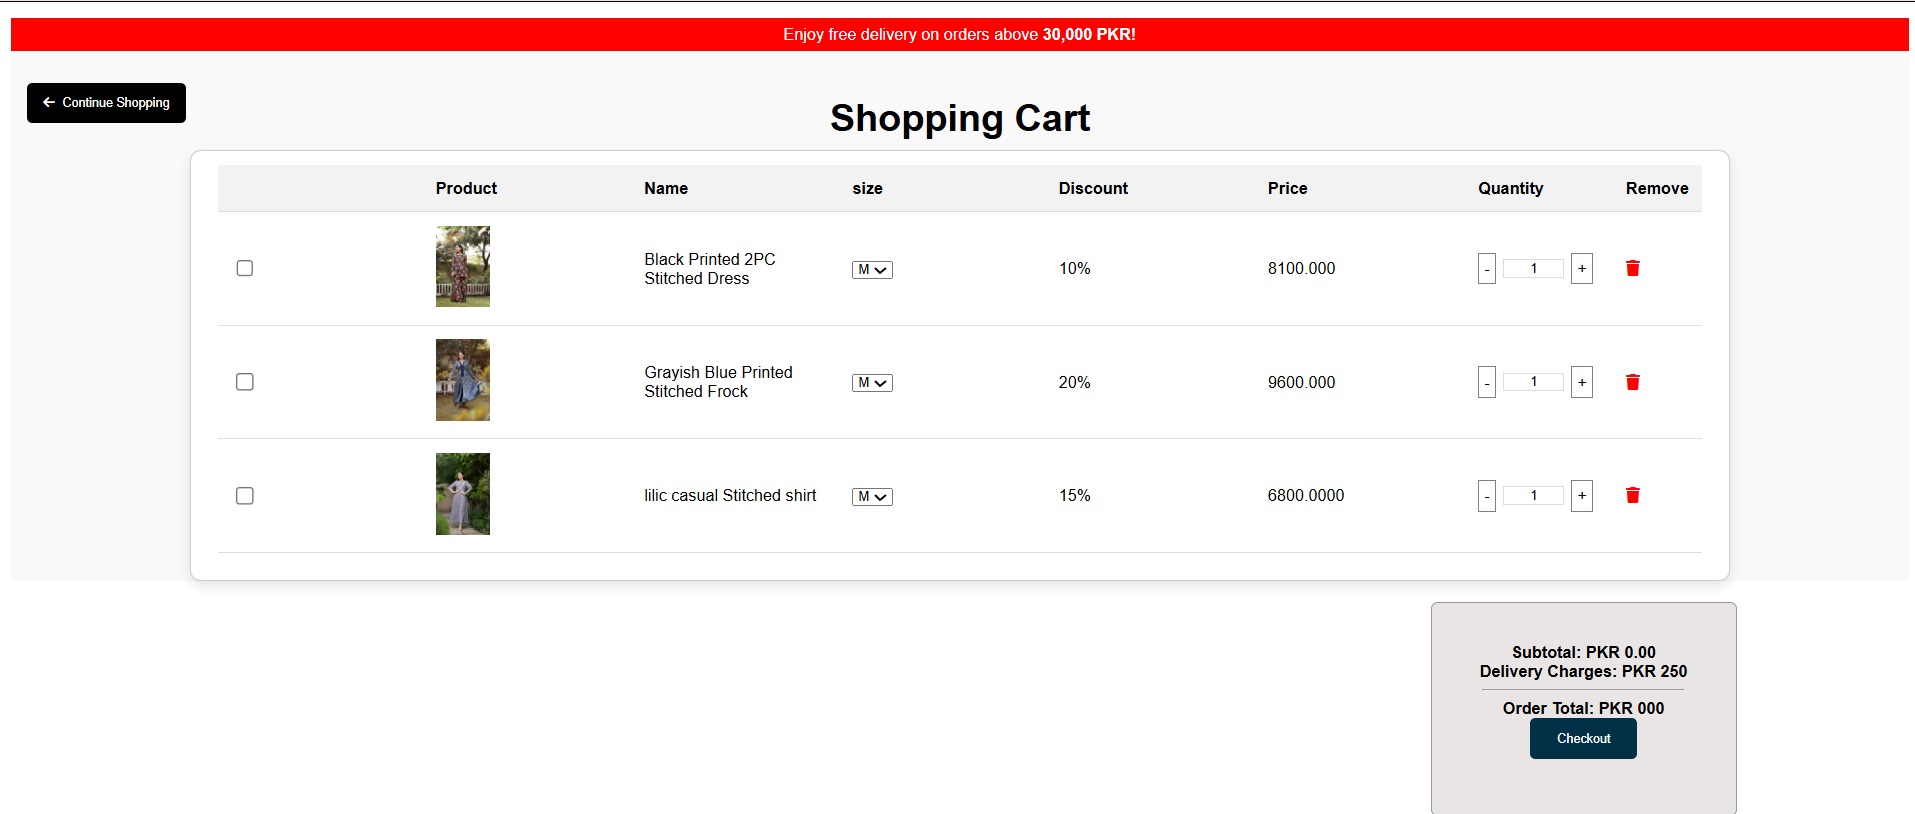 Enjoy free delivery on orders above 30,000 PKR!
Continue Shopping
Shopping Cart
Product Name size Discount Price Quantity Remove
Black Printed 2PC
Stitched Dress
M 10% 8100.000 - 1 +
Grayish Blue Printed
Stitched Frock
M 20% 9600.000 - 1 +
lilic casual Stitched shirt M 15% 6800.0000 - 1 +
Subtotal: PKR 0.00
Delivery Charges: PKR 250
Order Total: PKR 000
Checkout